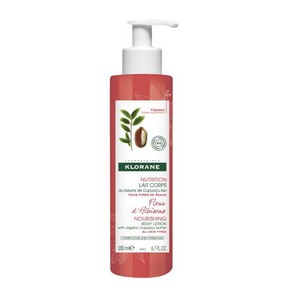 KLORANE
NUTRITION
LAIT CORPS
au beurre de Cupuaçu bio
TOUS TYPES DE PEAUX
Fleur
d'Hibiscus
NOURISHING
BODY LOTION
with organic Cupuaçu butter
ALL SKIN TYPES
200 ml e 6.7 FL.OZ.